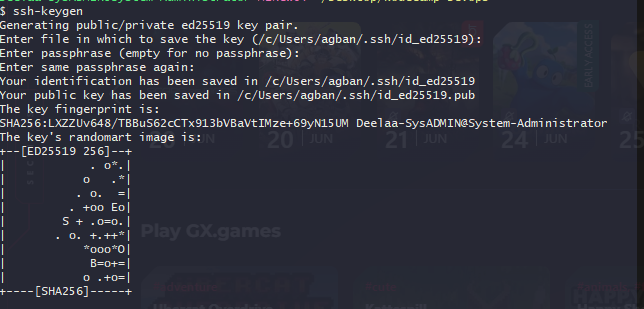 $ ssh-keygen
Generating public/private ed25519 key pair.
Enter file in which to save the key (/c/Users/agban/.ssh/id_ed25519):
Enter passphrase (empty for no passphrase):
Enter same passphrase again:
Your identification has been saved in /c/Users/agban/.ssh/id_ed25519
Your public key has been saved in /c/Users/agban/.ssh/id_ed25519.pub
The key fingerprint is:
SHA256:LXZZUv648/TBBuS62cCTx913bVBaVtIMze+69yN15UM Deelaa-SysADMIN@System-Administrator
The key's randomart image is:
+--[ED25519 256]--+
|             . o*.|
|            o   .*|
|           . o.  =|
|          . +oo Eo|
|         S + .o=o.|
|        . o. +.++*|
|            *ooo*O|
|             B=o+=|
|            o .+o=|
+----[SHA256]-----+
EARLY ACCESS
JUN
20 | JUN
21 | JUN
24 | JUN
25
Play GX.games